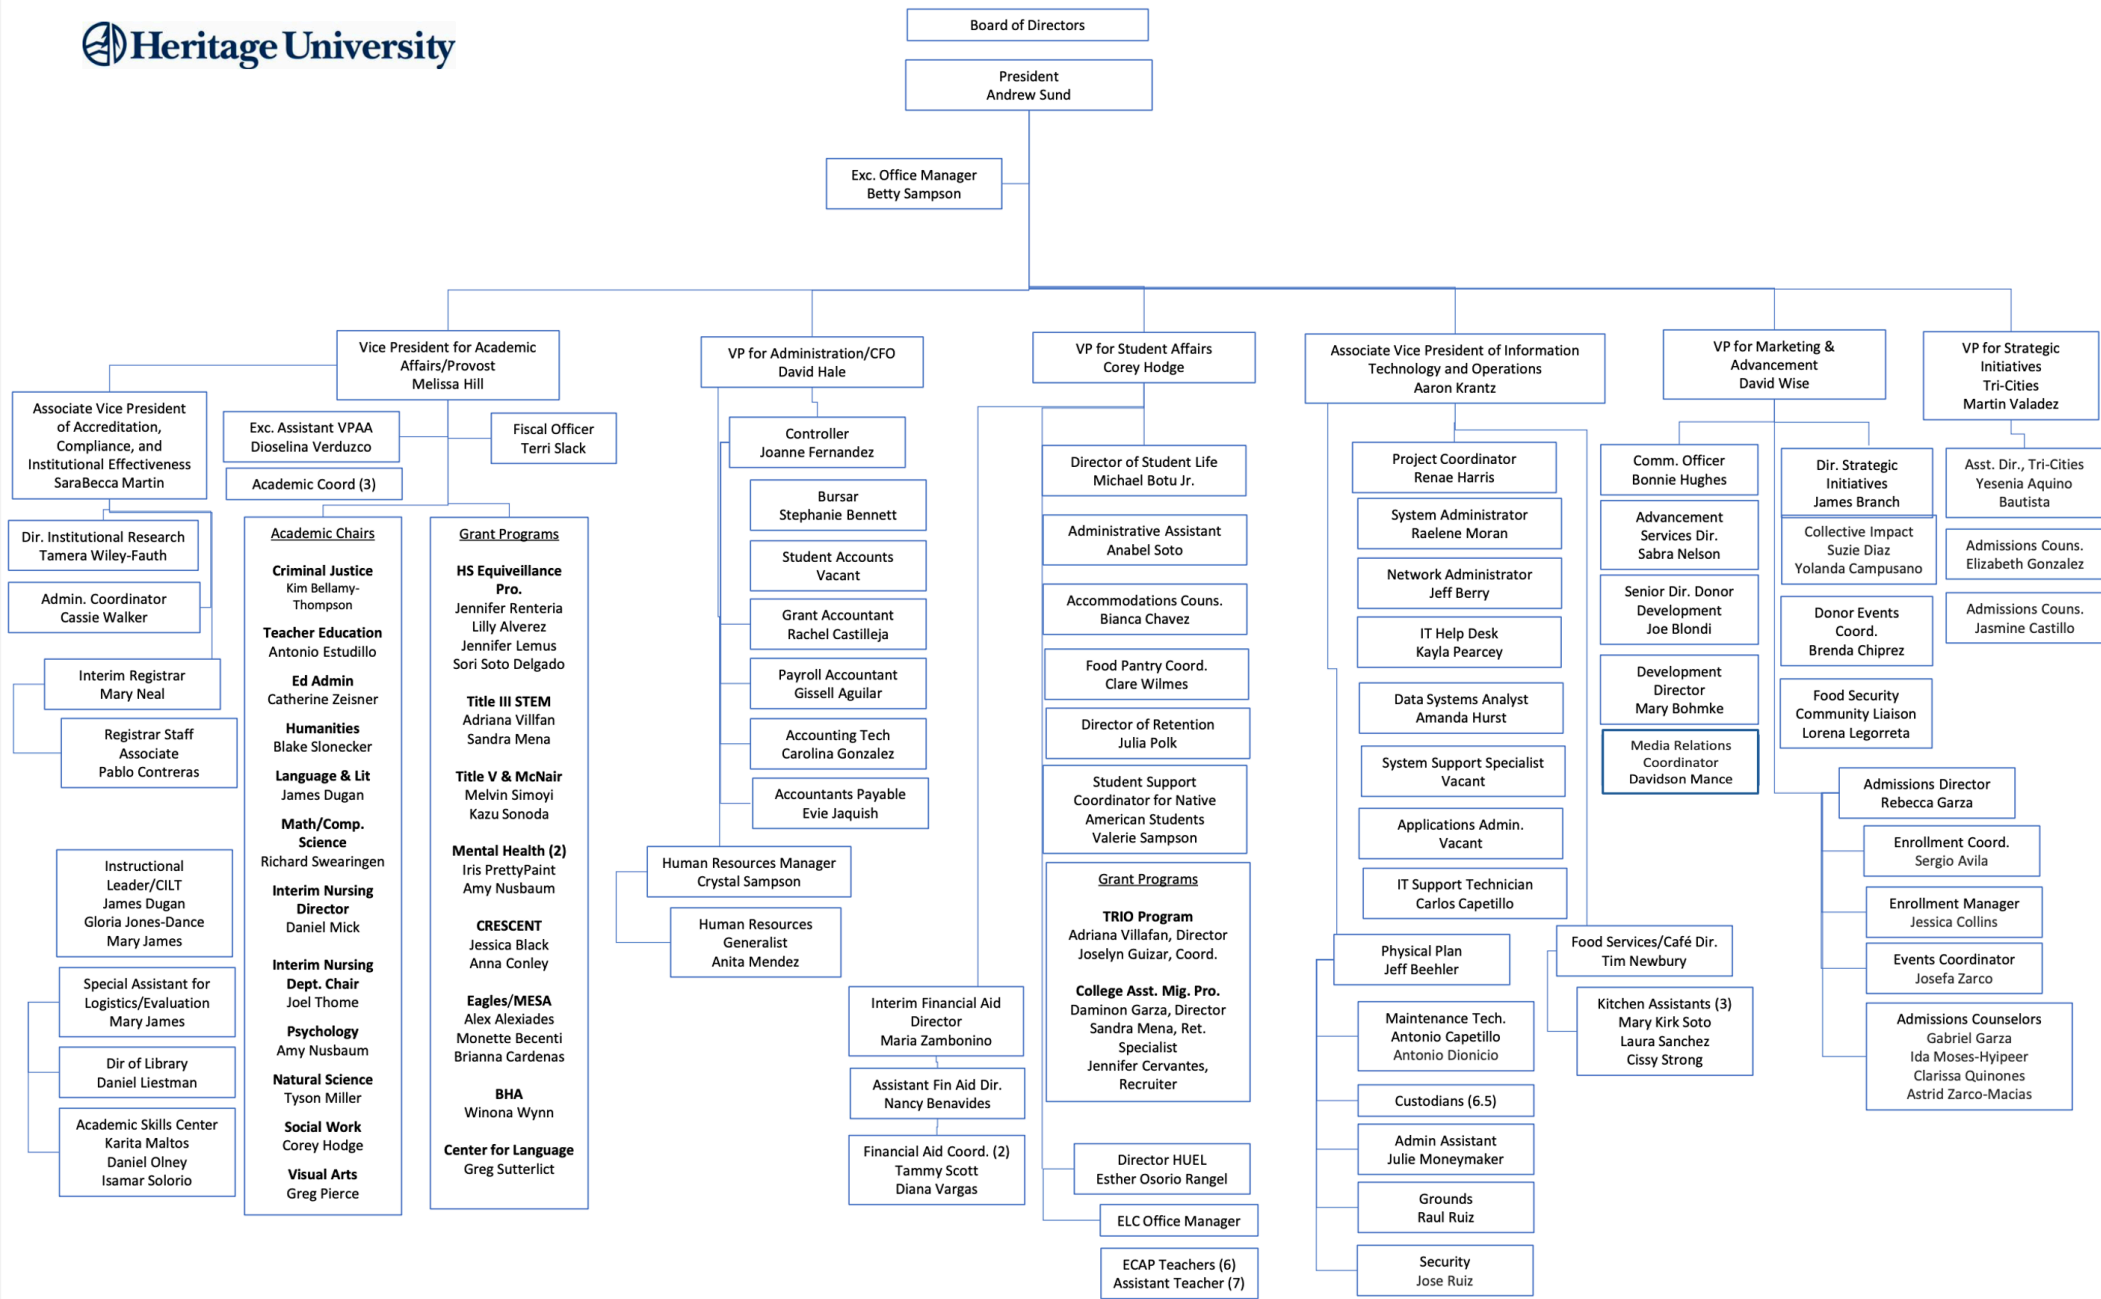 Heritage University
Board of Directors
President
Andrew Sund
Exc. Office Manager
Betty Sampson
Vice President for Academic
Affairs/Provost
Melissa Hill
Associate Vice President
of Accreditation,
Compliance, and
Institutional Effectiveness
SaraBecca Martin
Exc. Assistant VPAA
Dioselina Verduzco
Fiscal Officer
Terri Slack
Academic Coord (3)
Dir. Institutional Research
Tamera Wiley-Fauth
Admin. Coordinator
Cassie Walker
Interim Registrar
Mary Neal
Registrar Staff
Associate
Pablo Contreras
Instructional
Leader/CILT
James Dugan
Gloria Jones-Dance
Mary James
Special Assistant for
Logistics/Evaluation
Mary James
Dir of Library
Daniel Liestman
Academic Skills Center
Karita Maltos
Daniel Olney
Isamar Solorio
Academic Chairs
Criminal Justice
Kim Bellamy-
Thompson
Teacher Education
Antonio Estudillo
Ed Admin
Catherine Zeisner
Humanities
Blake Slonecker
Language & Lit
James Dugan
Math/Comp.
Science
Richard Swearingen
Interim Nursing
Director
Daniel Mick
Interim Nursing
Dept. Chair
Joel Thome
Psychology
Amy Nusbaum
Natural Science
Tyson Miller
Social Work
Corey Hodge
Visual Arts
Greg Pierce
Grant Programs
HS Equiveillance
Pro.
Jennifer Renteria
Lilly Alverez
Jennifer Lemus
Sori Soto Delgado
Title III STEM
Adriana Villfan
Sandra Mena
Title V & McNair
Melvin Simoyi
Kazu Sonoda
Mental Health (2)
Iris PrettyPaint
Amy Nusbaum
CRESCENT
Jessica Black
Anna Conley
Eagles/MESA
Alex Alexiades
Monette Becenti
Brianna Cardenas
BHA
Winona Wynn
Center for Language
Greg Sutterlict
VP for Administration/CFO
David Hale
Controller
Joanne Fernandez
Bursar
Stephanie Bennett
Student Accounts
Vacant
Grant Accountant
Rachel Castilleja
Payroll Accountant
Gissell Aguilar
Accounting Tech
Carolina Gonzalez
Accountants Payable
Evie Jaquish
Human Resources Manager
Crystal Sampson
Human Resources
Generalist
Anita Mendez
VP for Student Affairs
Corey Hodge
Director of Student Life
Michael Botu Jr.
Administrative Assistant
Anabel Soto
Accommodations Couns.
Bianca Chavez
Food Pantry Coord.
Clare Wilmes
Director of Retention
Julia Polk
Student Support
Coordinator for Native
American Students
Valerie Sampson
Grant Programs
TRIO Program
Adriana Villafan, Director
Joselyn Guizar, Coord.
College Asst. Mig. Pro.
Daminon Garza, Director
Sandra Mena, Ret.
Specialist
Jennifer Cervantes,
Recruiter
Interim Financial Aid
Director
Maria Zambonino
Assistant Fin Aid Dir.
Nancy Benavides
Financial Aid Coord. (2)
Tammy Scott
Diana Vargas
Director HUEL
Esther Osorio Rangel
ELC Office Manager
ECAP Teachers (6)
Assistant Teacher (7)
Associate Vice President of Information
Technology and Operations
Aaron Krantz
Project Coordinator
Renae Harris
System Administrator
Raelene Moran
Network Administrator
Jeff Berry
IT Help Desk
Kayla Pearcey
Data Systems Analyst
Amanda Hurst
System Support Specialist
Vacant
Applications Admin.
Vacant
IT Support Technician
Carlos Capetillo
Physical Plan
Jeff Beehler
Maintenance Tech.
Antonio Capetillo
Antonio Dionicio
Custodians (6.5)
Admin Assistant
Julie Moneymaker
Grounds
Raul Ruiz
Security
Jose Ruiz
Food Services/Café Dir.
Tim Newbury
Kitchen Assistants (3)
Mary Kirk Soto
Laura Sanchez
Cissy Strong
VP for Marketing &
Advancement
David Wise
Comm. Officer
Bonnie Hughes
Advancement
Services Dir.
Sabra Nelson
Senior Dir. Donor
Development
Joe Blondi
Development
Director
Mary Bohmke
Media Relations
Coordinator
Davidson Mance
Dir. Strategic
Initiatives
James Branch
Collective Impact
Suzie Diaz
Yolanda Campusano
Donor Events
Coord.
Brenda Chiprez
Food Security
Community Liaison
Lorena Legorreta
Admissions Director
Rebecca Garza
Enrollment Coord.
Sergio Avila
Enrollment Manager
Jessica Collins
Events Coordinator
Josefa Zarco
Admissions Counselors
Gabriel Garza
Ida Moses-Hyipeer
Clarissa Quinones
Astrid Zarco-Macias
VP for Strategic
Initiatives
Tri-Cities
Martin Valadez
Asst. Dir., Tri-Cities
Yesenia Aquino
Bautista
Admissions Couns.
Elizabeth Gonzalez
Admissions Couns.
Jasmine Castillo